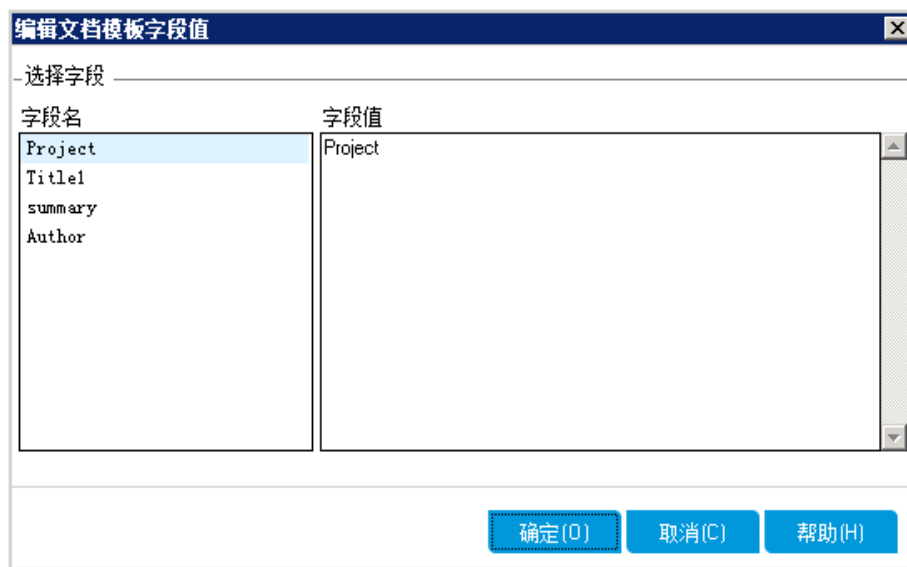 编辑文档模板字段值
选择字段
字段名
字段值
Project
Project
Title1
summary
Author
确定(O)
取消(C)
帮助(H)